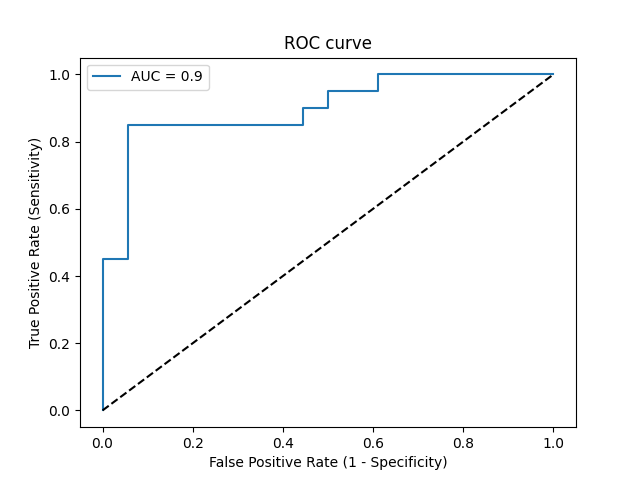 ROC curve
AUC = 0.9
1.0
0.8
0.6
0.4
0.2
0.0
True Positive Rate (Sensitivity)
0.0 0.2 0.4 0.6 0.8 1.0
False Positive Rate (1 - Specificity)